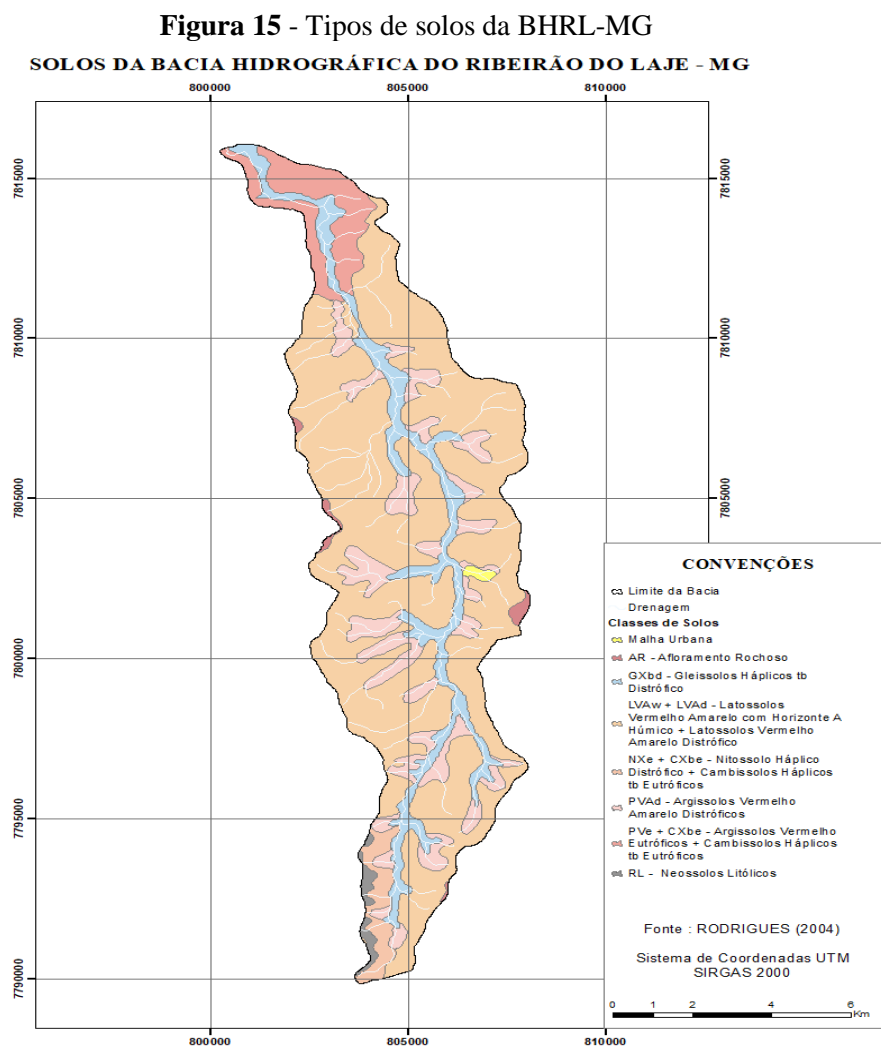 Figura 15 - Tipos de solos da BHRL-MG
SOLOS DA BACIA HIDROGRÁFICA DO RIBEIRÃO DO LAJE - MG
800000 805000 810000
7815000 7815000
7810000 7810000
7805000 7805000
7800000
7795000
7790000
CONVENÇÕES
Limite da Bacia
Drenagem
Classes de Solos
Malha Urbana
AR - Afloramento Rochoso
GXbd - Gleissolos Háplicos tb
Distrófico
LVAw + LVAd - Latossolos
Vermelho Amarelo com Horizonte A
Húmico + Latossolos Vermelho
Amarelo Distrófico
NXe + CXbe - Nitossolo Háplico
Distrófico + Cambissolos Háplicos
tb Eutróficos
PVAd - Argissolos Vermelho
Amarelo Distróficos
PVe + CXbe - Argissolos Vermelho
Eutróficos + Cambissolos Háplicos
tb Eutróficos
RL - Neossolos Litólicos
Fonte : RODRIGUES (2004)
Sistema de Coordenadas UTM
SIRGAS 2000
0 1 2 4 6
Km
800000 805000 810000